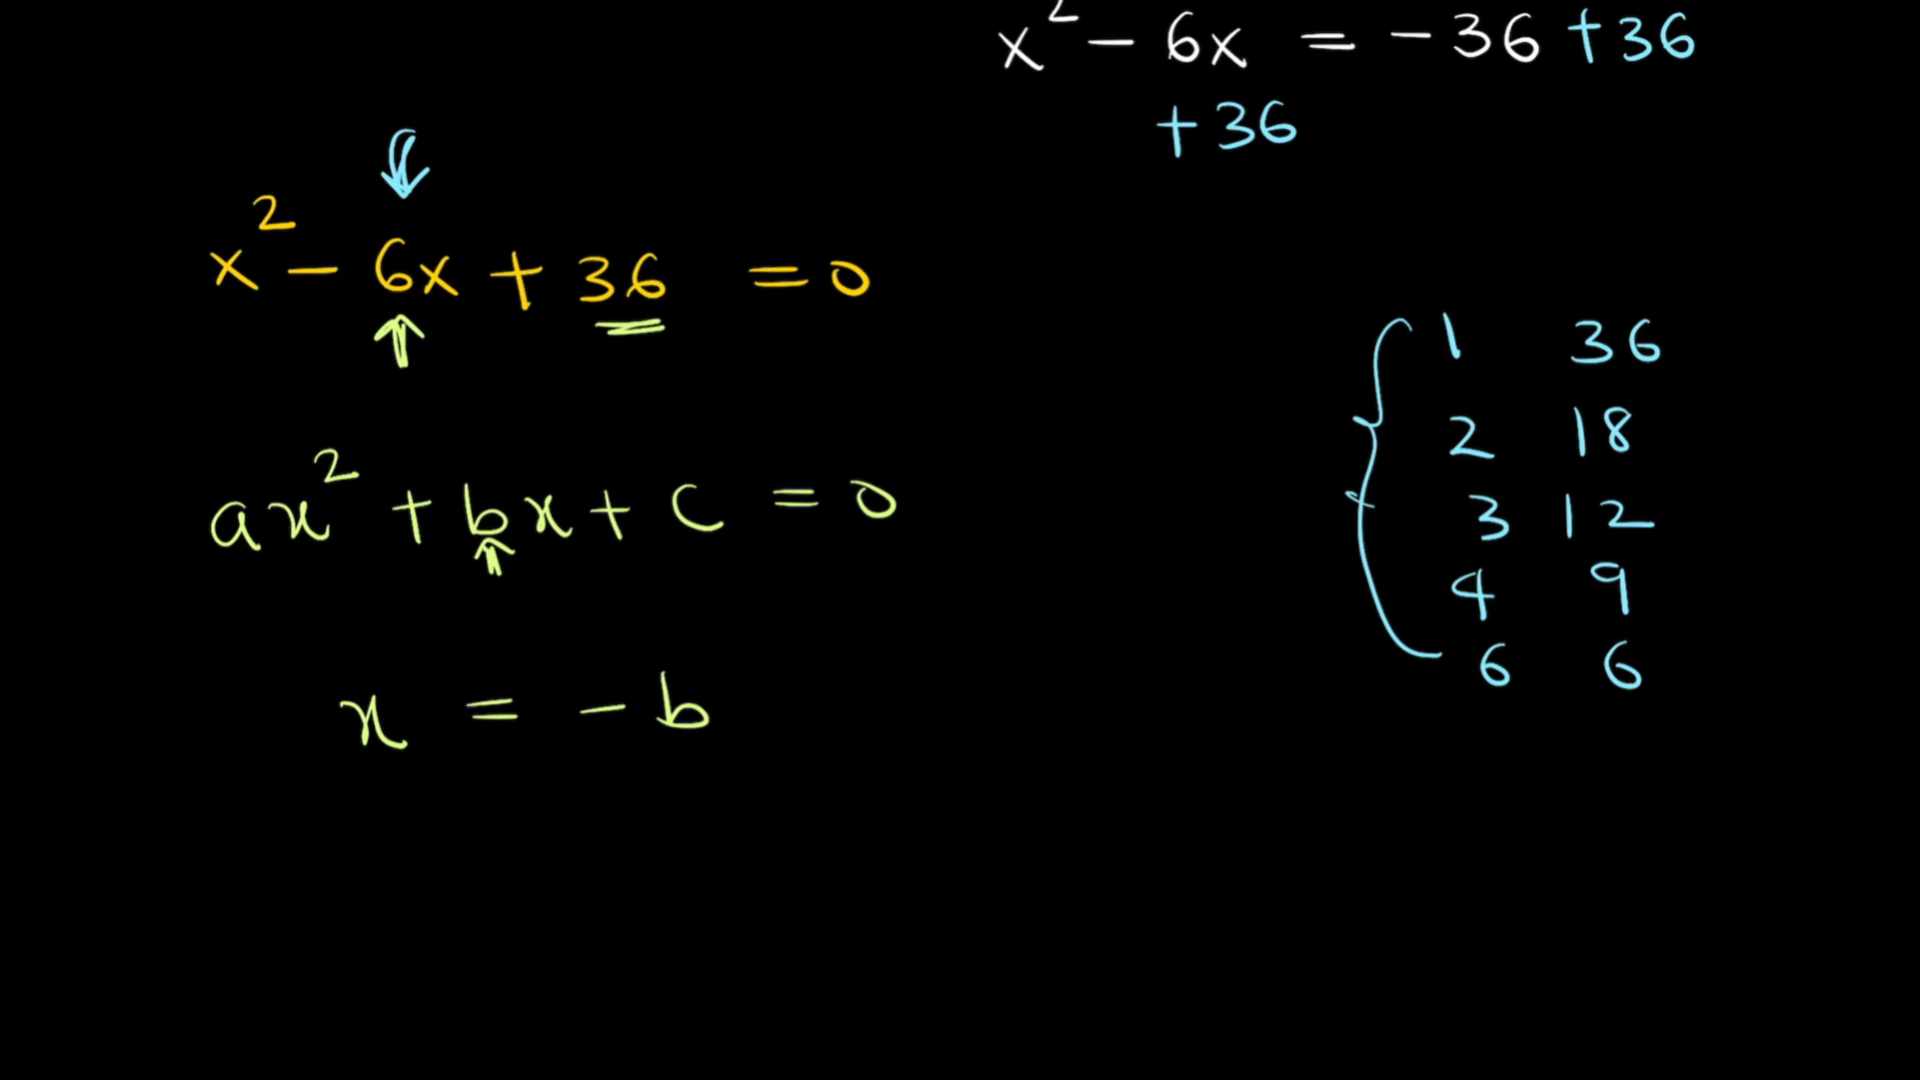 x² - 6x = -36 + 36
+ 36
x² - 6x + 36 = 0
ax² + bx + c = 0
x = -b
1 36
2 18
3 12
4 9
6 6